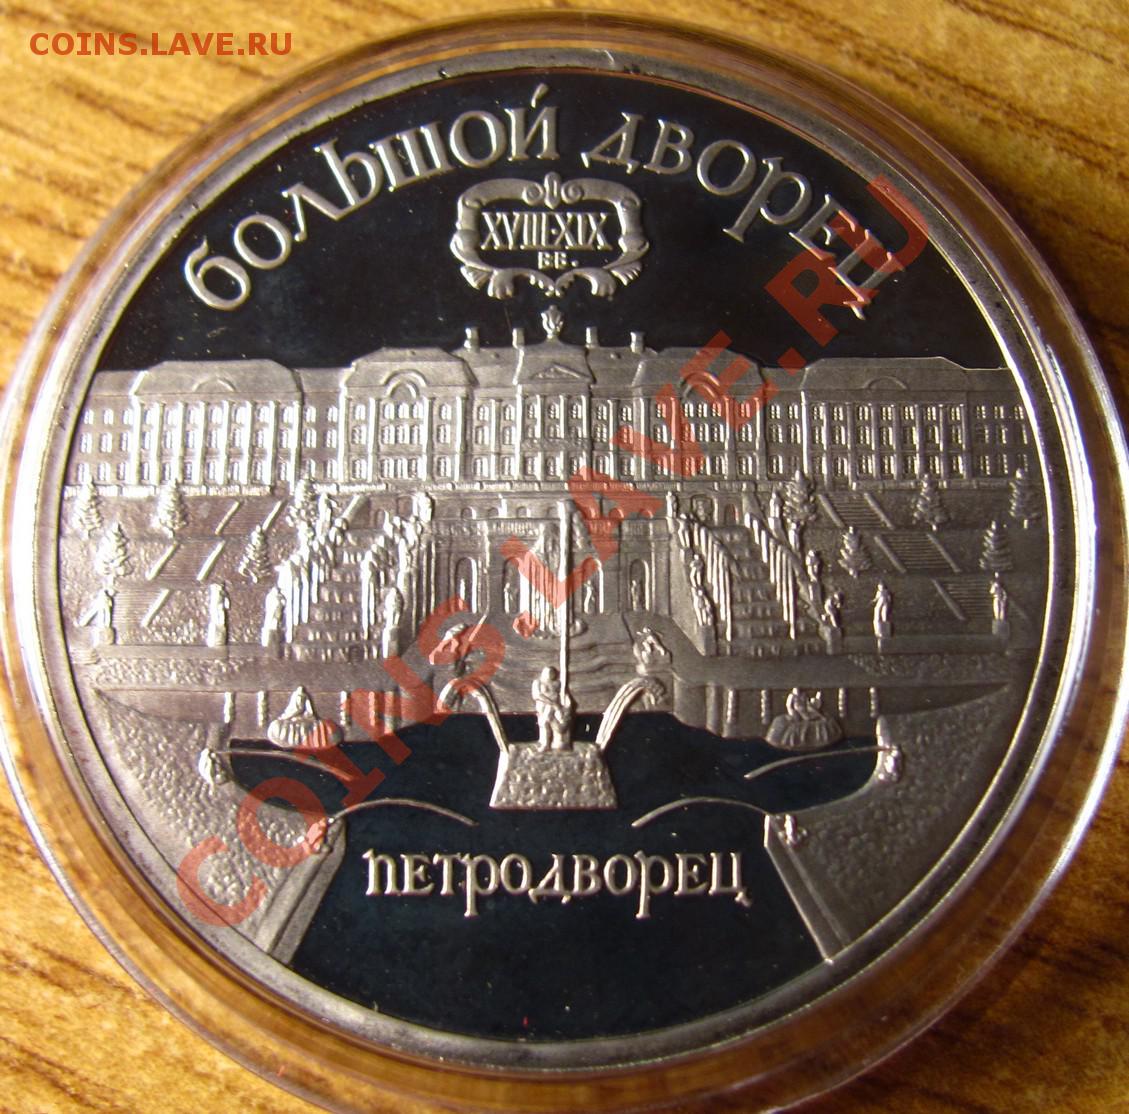 COINS.LAVE.RU
большой дворец
XVIII-XIX
ВВ.
COINS.LAVE.RU
петродворец